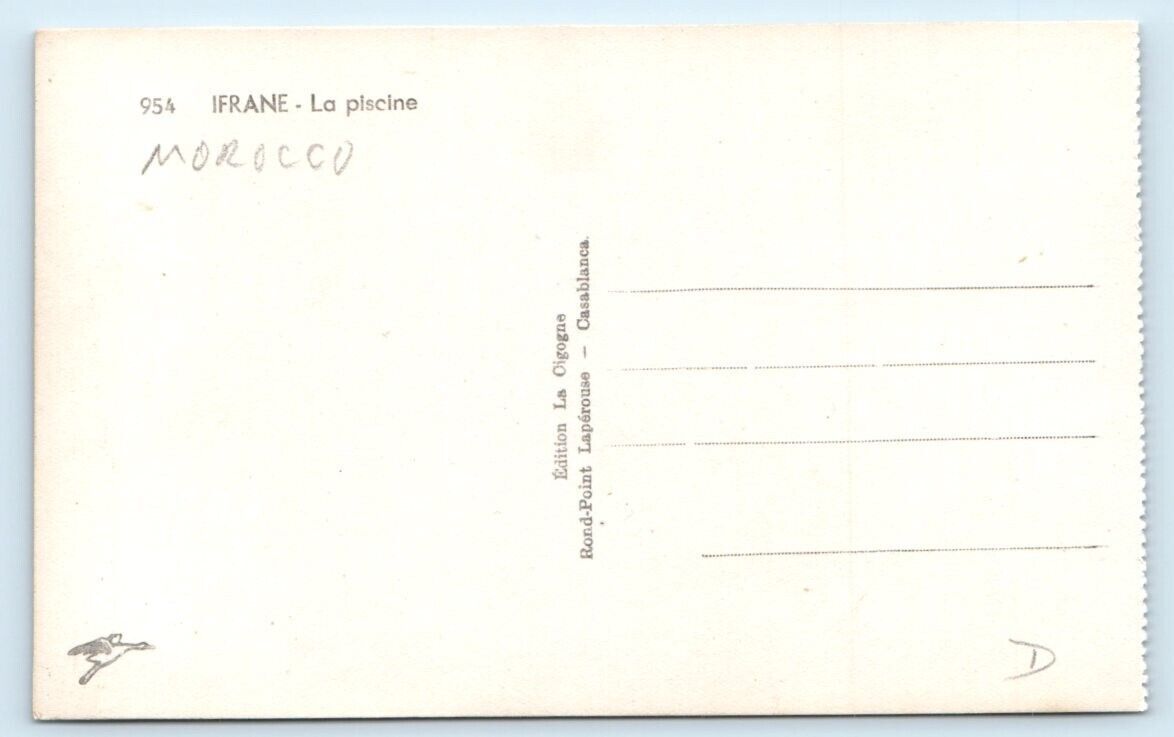 954 IFRANE - La piscine
MOROCCO
Édition La Cigogne
Rond-Point Lapérouse — Casablanca.
D